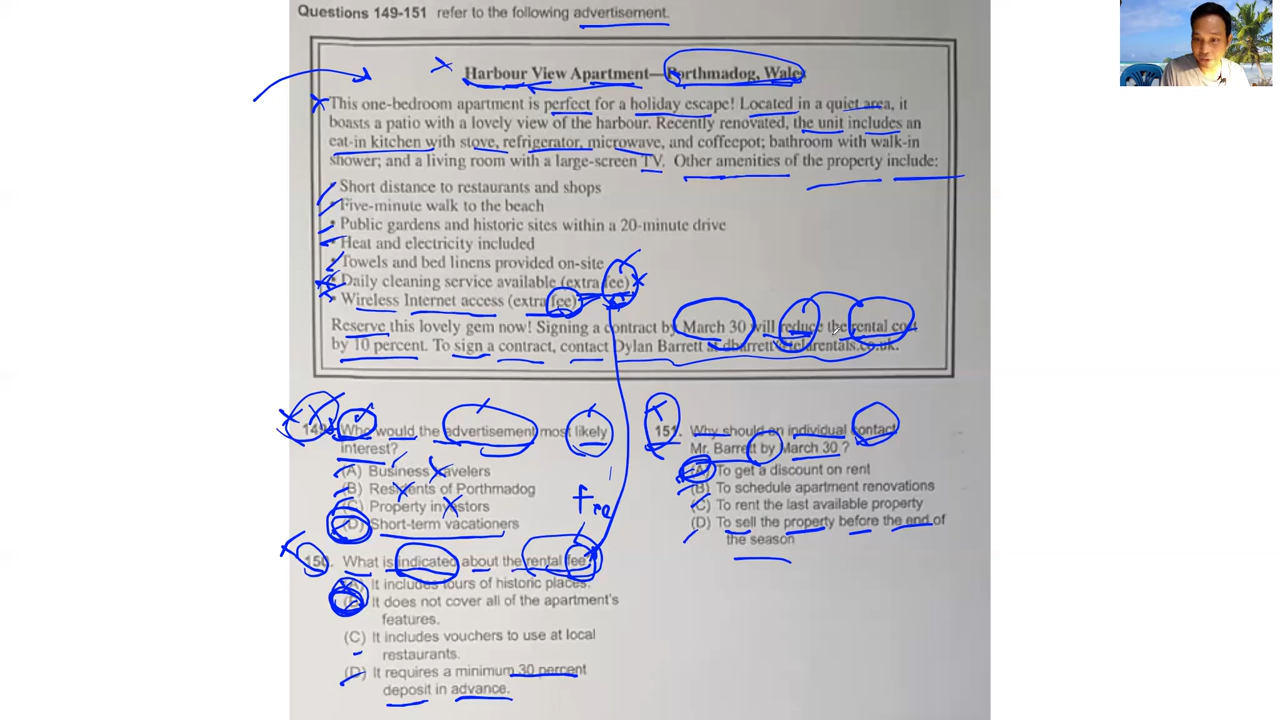 Questions 149-151 refer to the following advertisement.
Harbour View Apartment—Porthmadog, Wales
This one-bedroom apartment is perfect for a holiday escape! Located in a quiet area, it
boasts a patio with a lovely view of the harbour. Recently renovated, the unit includes an
eat-in kitchen with stove, refrigerator, microwave, and coffeepot; bathroom with walk-in
shower; and a living room with a large-screen TV. Other amenities of the property include:
• Short distance to restaurants and shops
• Five-minute walk to the beach
• Public gardens and historic sites within a 20-minute drive
• Heat and electricity included
• Towels and bed linens provided on-site
• Daily cleaning service available (extra fee)
• Wireless Internet access (extra fee)
Reserve this lovely gem now! Signing a contract by March 30 will reduce the rental cost
by 10 percent. To sign a contract, contact Dylan Barrett at
149. Who would the advertisement most likely
interest?
(A) Business travelers
(B) Residents of Porthmadog
(C) Property investors
(D) Short-term vacationers
150. What is indicated about the rental fee?
(A) It includes tours of historic places.
(B) It does not cover all of the apartment's
features.
(C) It includes vouchers to use at local
restaurants.
(D) It requires a minimum 30 percent
deposit in advance.
151. Why should an individual contact
Mr. Barrett by March 30?
(A) To get a discount on rent
(B) To schedule apartment renovations
(C) To rent the last available property
(D) To sell the property before the end of
the season